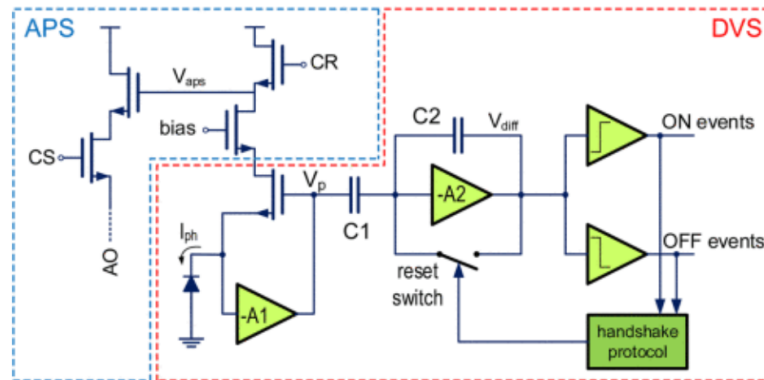 APS
DVS
CR
V_aps
bias
CS
AO
C2
V_diff
ON events
V_p
-A2
C1
OFF events
I_ph
reset
switch
-A1
handshake
protocol